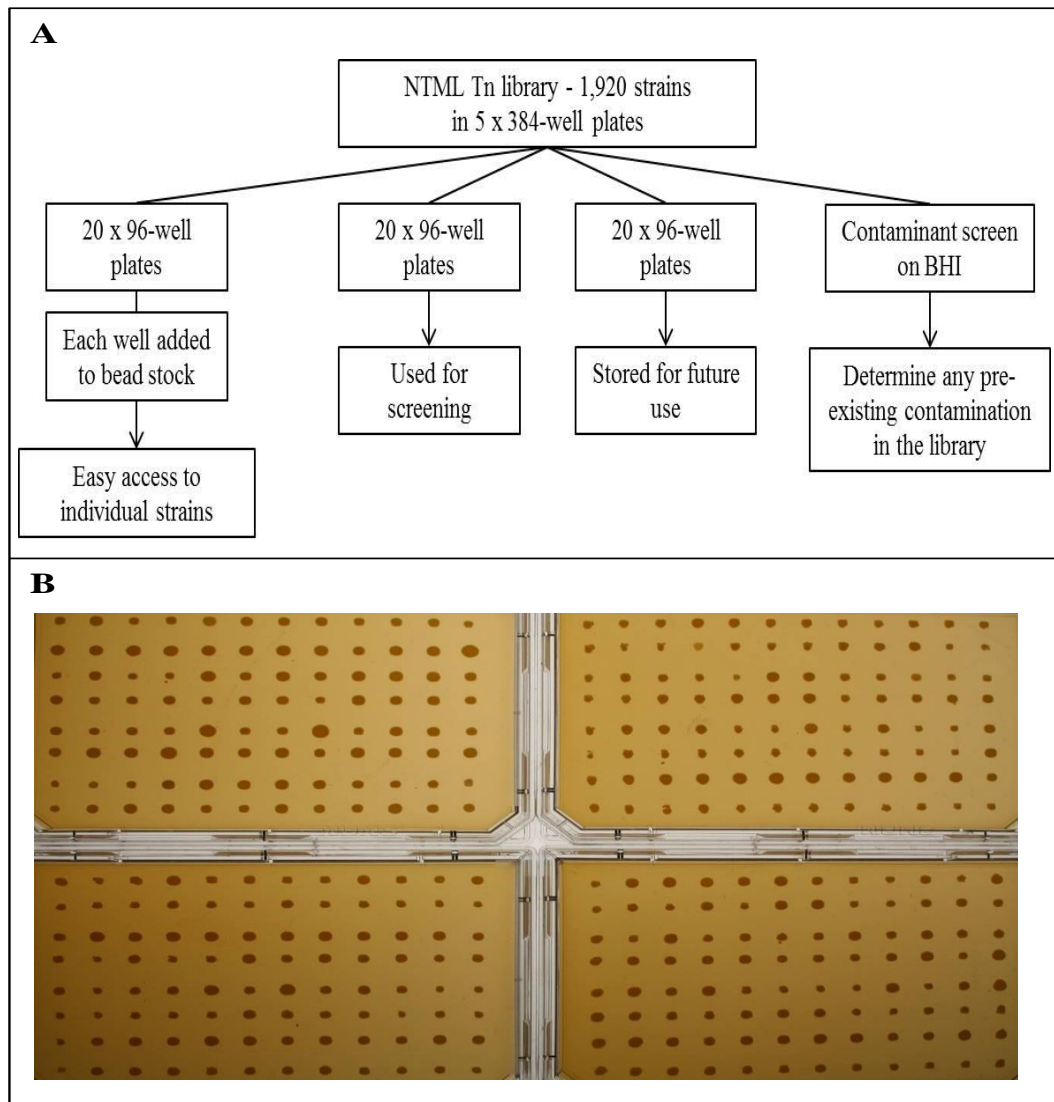 A
NTML Tn library - 1,920 strains
in 5 x 384-well plates
20 x 96-well
plates
20 x 96-well
plates
20 x 96-well
plates
Contaminant screen
on BHI
Each well added
to bead stock
Used for
screening
Stored for future
use
Determine any pre-
existing contamination
in the library
Easy access to
individual strains
B